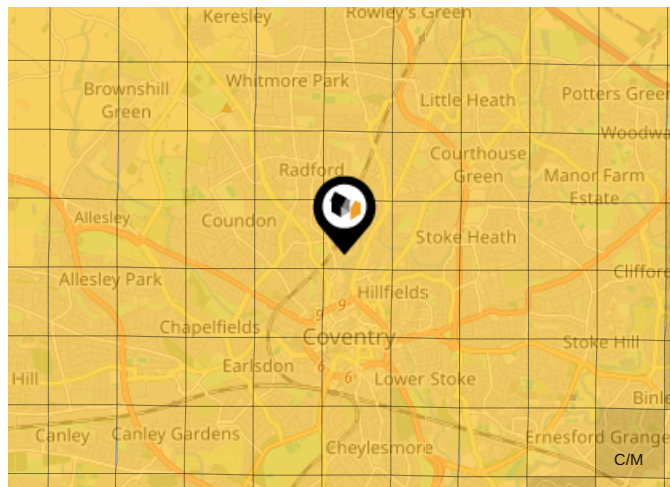 Keresley
Rowley's Green
Whitmore Park
Brownshill
Green
Little Heath
Potters Green
Woodwa
Courthouse
Green
Radford
Manor Farm
Estate
Allesley
Coundon
Stoke Heath
Clifford
Allesley Park
Hillfields
9
9
Chapelfields
Coventry
Stoke Hill
Earlsdon
6
6
Hill
Lower Stoke
Binle
Canley
Canley Gardens
Ernesford Grange
Cheylesmore
C/M